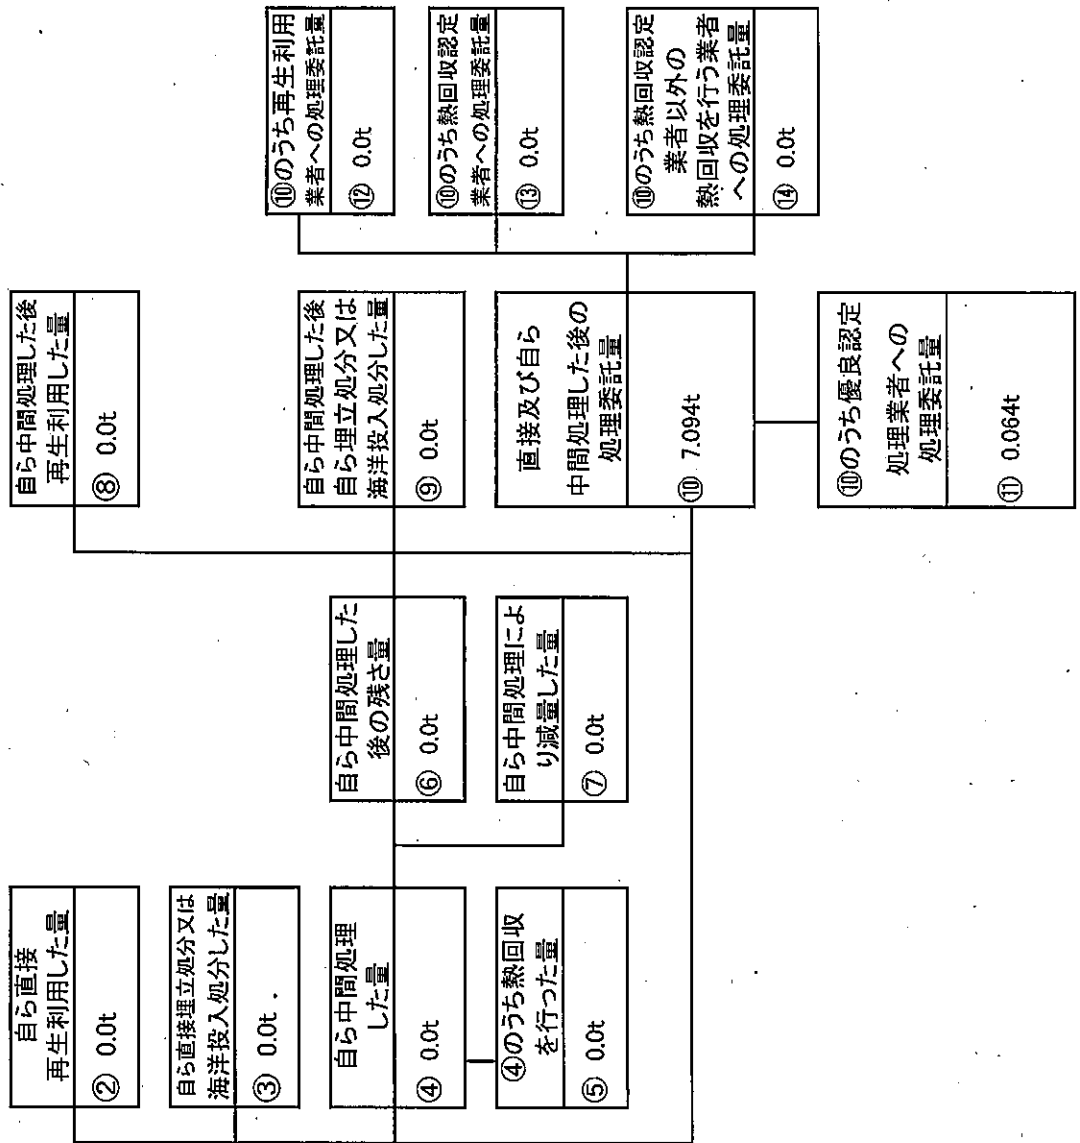 自ら直接
再生利用した量
② 0.0t
自ら直接埋立処分又は
海洋投入処分した量
③ 0.0t
自ら中間処理
した量
④ 0.0t
④のうち熱回収
を行った量
⑤ 0.0t
自ら中間処理した
後の残さ量
⑥ 0.0t
自ら中間処理によ
り減量した量
⑦ 0.0t
自ら中間処理した後
再生利用した量
⑧ 0.0t
自ら中間処理した後
自ら埋立処分又は
海洋投入処分した量
⑨ 0.0t
直接及び自ら
中間処理した後の
処理委託量
⑩ 7.094t
⑩のうち優良認定
処理業者への
処理委託量
⑪ 0.064t
⑩のうち再生利用
業者への処理委託量
⑫ 0.0t
⑩のうち熱回収認定
業者への処理委託量
⑬ 0.0t
⑩のうち熱回収認定
業者以外の
熱回収を行う業者
への処理委託量
⑭ 0.0t